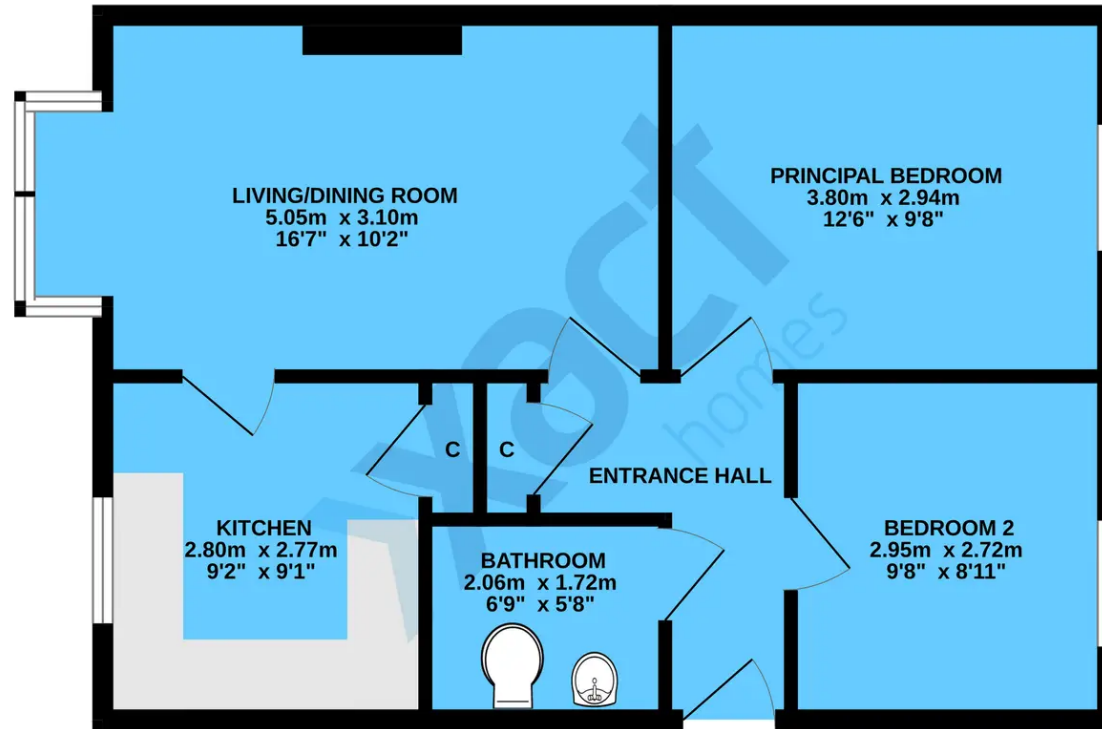 LIVING/DINING ROOM
5.05m x 3.10m
16'7" x 10'2"
PRINCIPAL BEDROOM
3.80m x 2.94m
12'6" x 9'8"
C
C
ENTRANCE HALL
KITCHEN
2.80m x 2.77m
9'2" x 9'1"
BATHROOM
2.06m x 1.72m
6'9" x 5'8"
BEDROOM 2
2.95m x 2.72m
9'8" x 8'11"
xact
homes